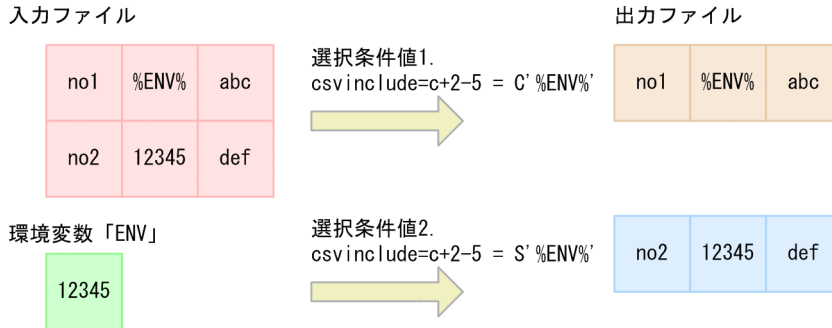 入力ファイル
出力ファイル
no1 %ENV% abc
no2 12345 def
選択条件値1.
csvinclude=c+2-5 = C'%ENV%'
no1 %ENV% abc
環境変数「ENV」
12345
選択条件値2.
csvinclude=c+2-5 = S'%ENV%'
no2 12345 def